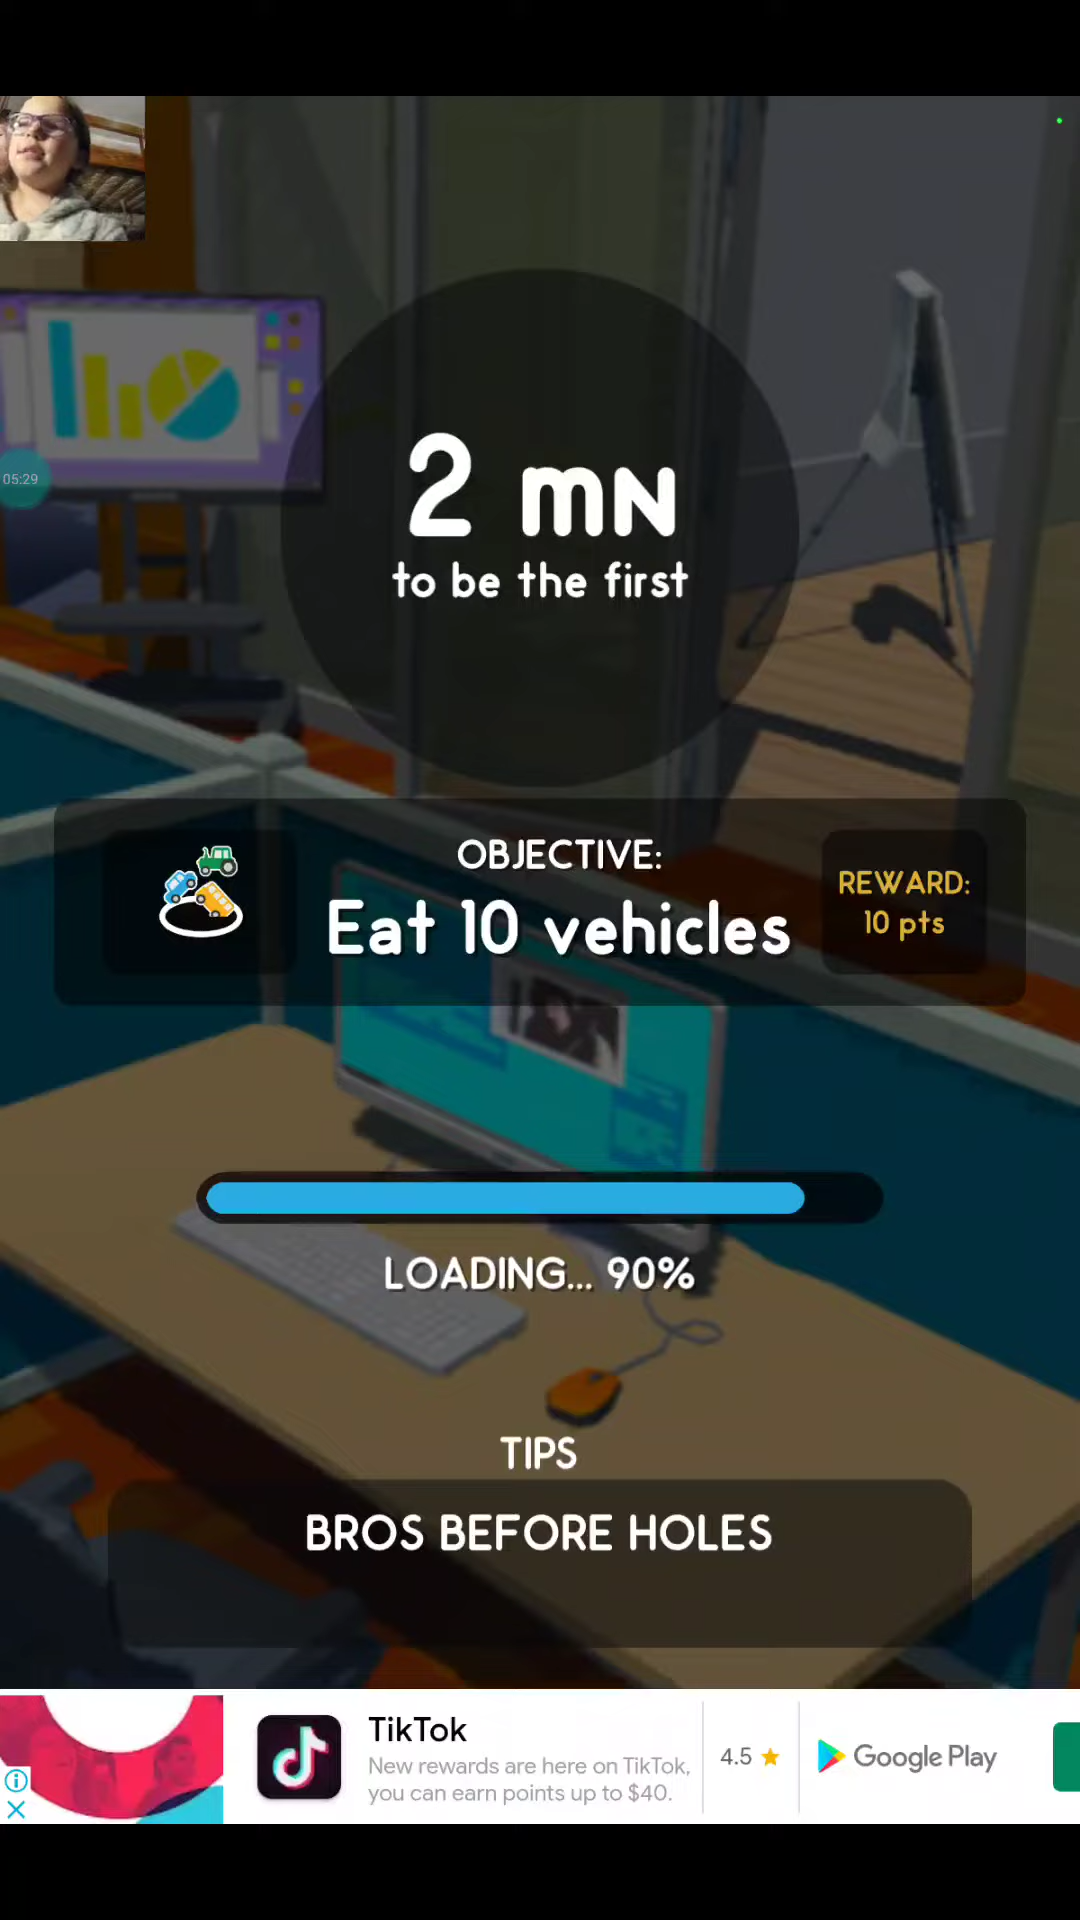 05:29
2 mn
to be the first
OBJECTIVE:
Eat 10 vehicles
REWARD:
10 pts
LOADING... 90%
TIPS
BROS BEFORE HOLES
TikTok
New rewards are here on TikTok,
you can earn points up to $40.
4.5
Google Play